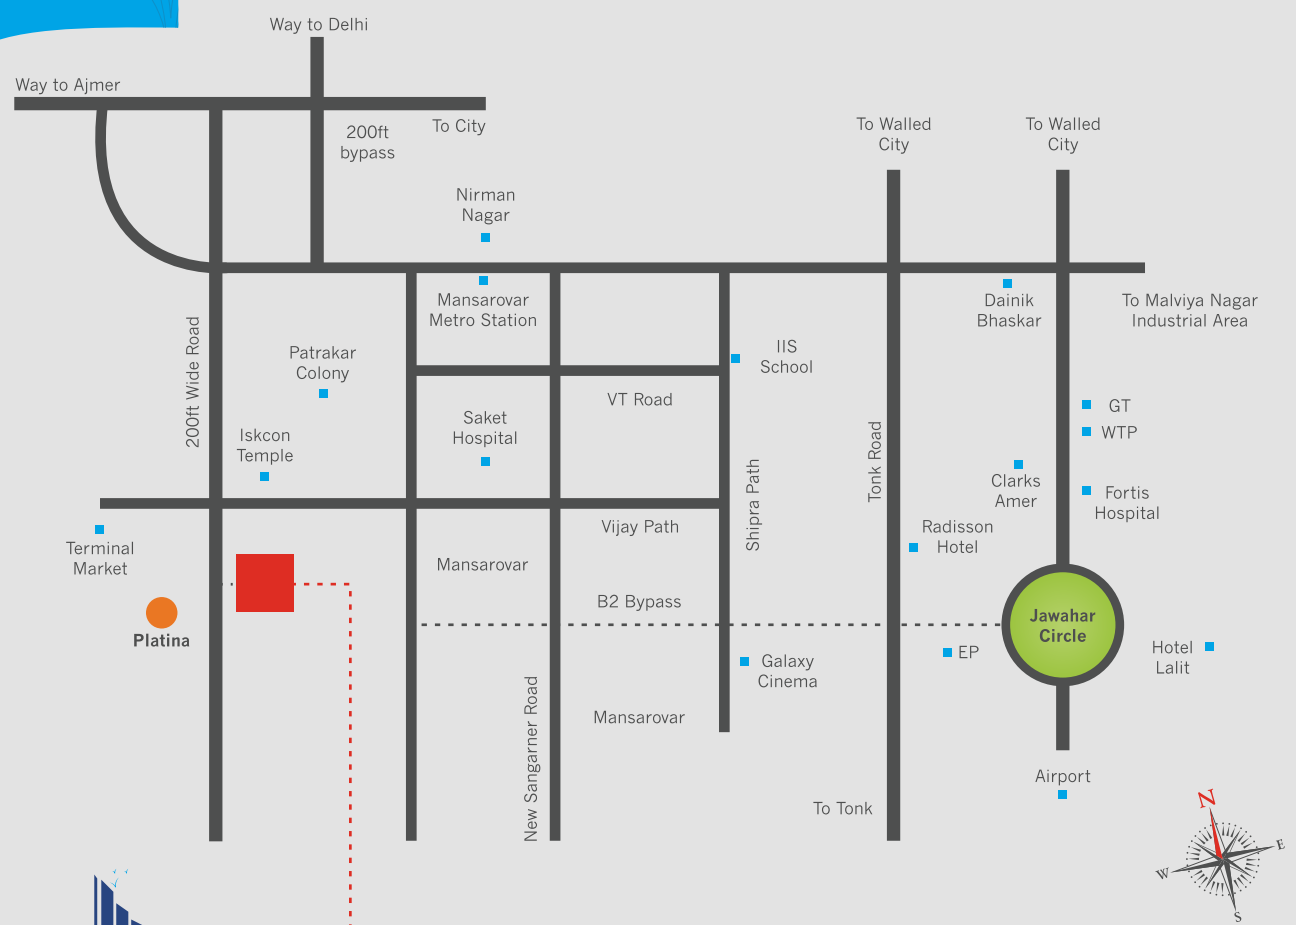 Way to Delhi
Way to Ajmer
To City
200ft
bypass
To Walled
City
To Walled
City
Nirman
Nagar
Mansarovar
Metro Station
Dainik
Bhaskar
To Malviya Nagar
Industrial Area
200ft Wide Road
Patrakar
Colony
IIS
School
VT Road
GT
WTP
Saket
Hospital
Iskcon
Temple
Tonk Road
Shipra Path
Clarks
Amer
Fortis
Hospital
Vijay Path
Radisson
Hotel
Terminal
Market
Mansarovar
B2 Bypass
Platina
Jawahar
Circle
EP
Hotel
Lalit
Galaxy
Cinema
New Sangarner Road
Mansarovar
Airport
To Tonk
N
E
W
S